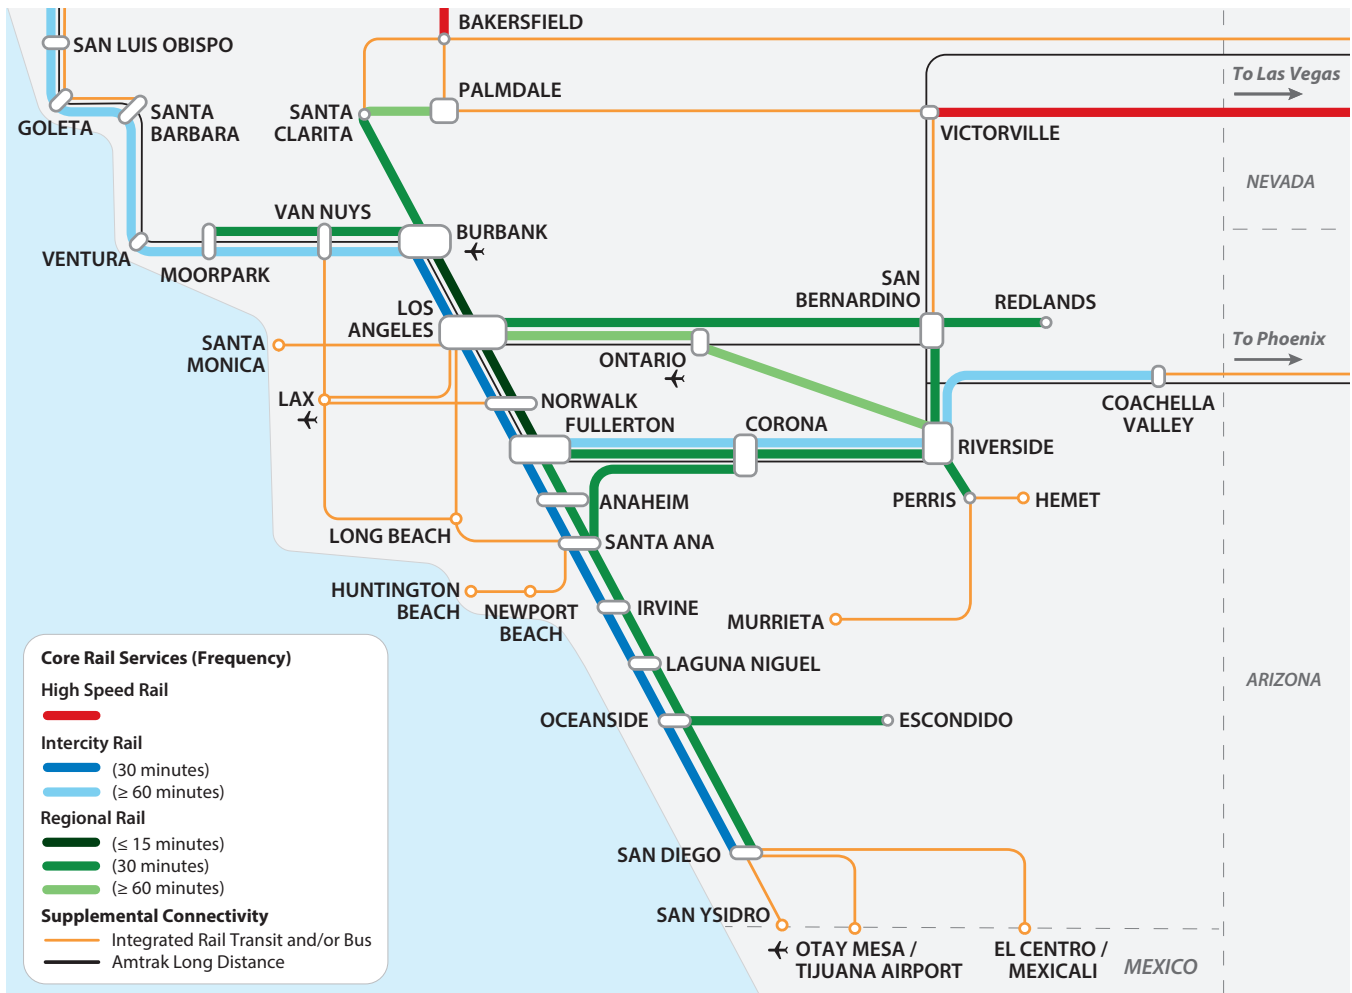 BAKERSFIELD
SAN LUIS OBISPO
To Las Vegas
PALMDALE
SANTA
CLARITA
GOLETA
SANTA
BARBARA
VICTORVILLE
NEVADA
VAN NUYS
BURBANK
VENTURA
MOORPARK
SAN
BERNARDINO
REDLANDS
LOS
ANGELES
SANTA
MONICA
ONTARIO
To Phoenix
LAX
NORWALK
COACHELLA
VALLEY
FULLERTON
CORONA
RIVERSIDE
ANAHEIM
PERRIS
HEMET
LONG BEACH
SANTA ANA
HUNTINGTON
BEACH
NEWPORT
BEACH
IRVINE
MURRIETA
LAGUNA NIGUEL
ARIZONA
OCEANSIDE
ESCONDIDO
SAN DIEGO
SAN YSIDRO
OTAY MESA /
TIJUANA AIRPORT
EL CENTRO /
MEXICALI
MEXICO
Core Rail Services (Frequency)
High Speed Rail
Intercity Rail
(30 minutes)
(≥ 60 minutes)
Regional Rail
(≤ 15 minutes)
(30 minutes)
(≥ 60 minutes)
Supplemental Connectivity
Integrated Rail Transit and/or Bus
Amtrak Long Distance